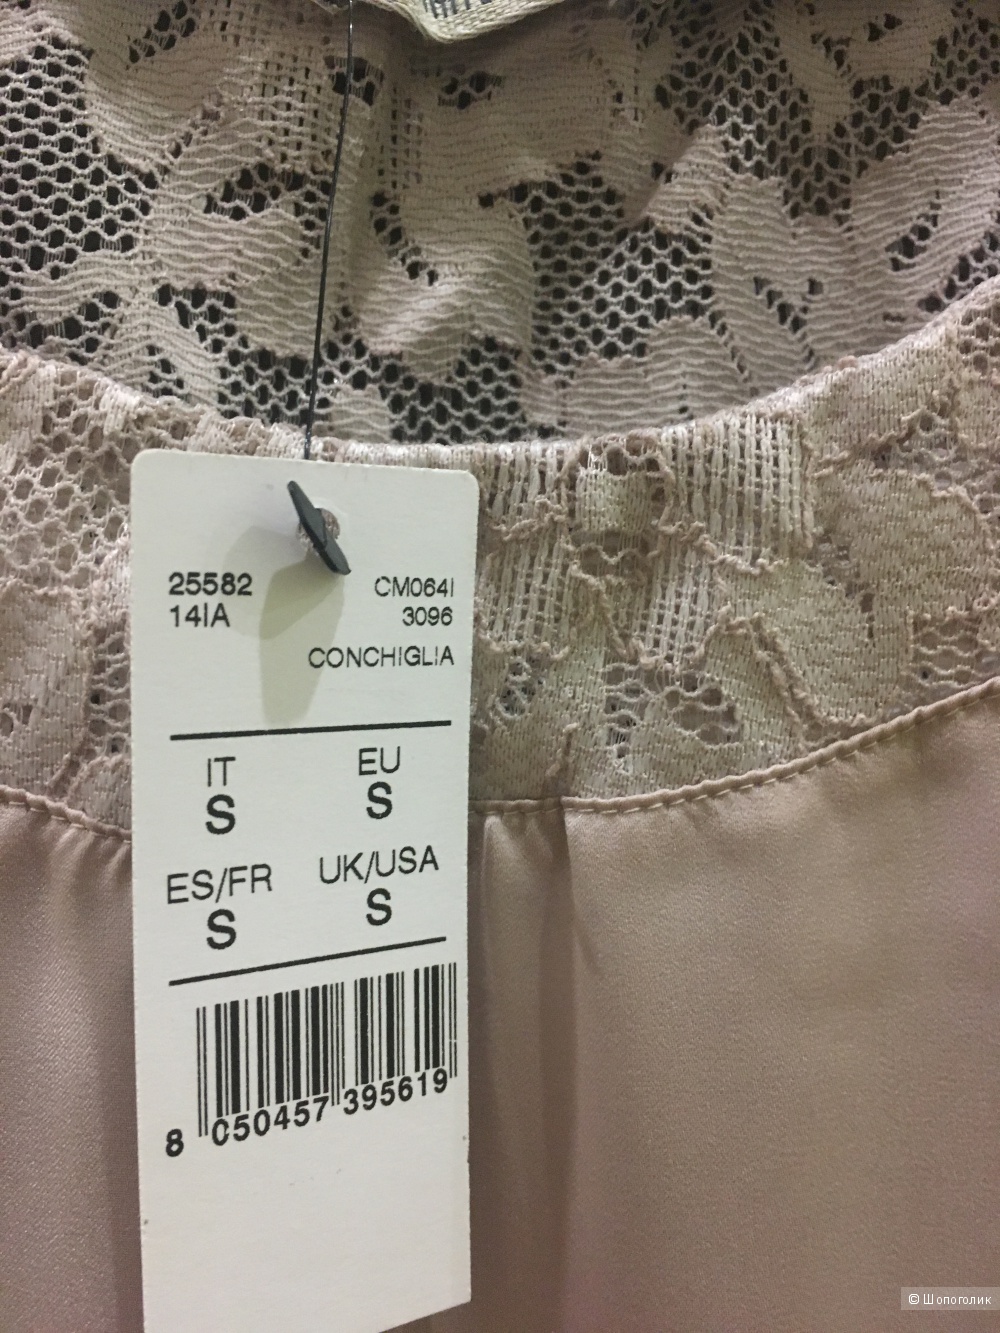 25582 CM064I
14IA 3096
CONCHIGLIA
IT EU
S S
ES/FR UK/USA
S S
8 050457 395619
© Шопоголик